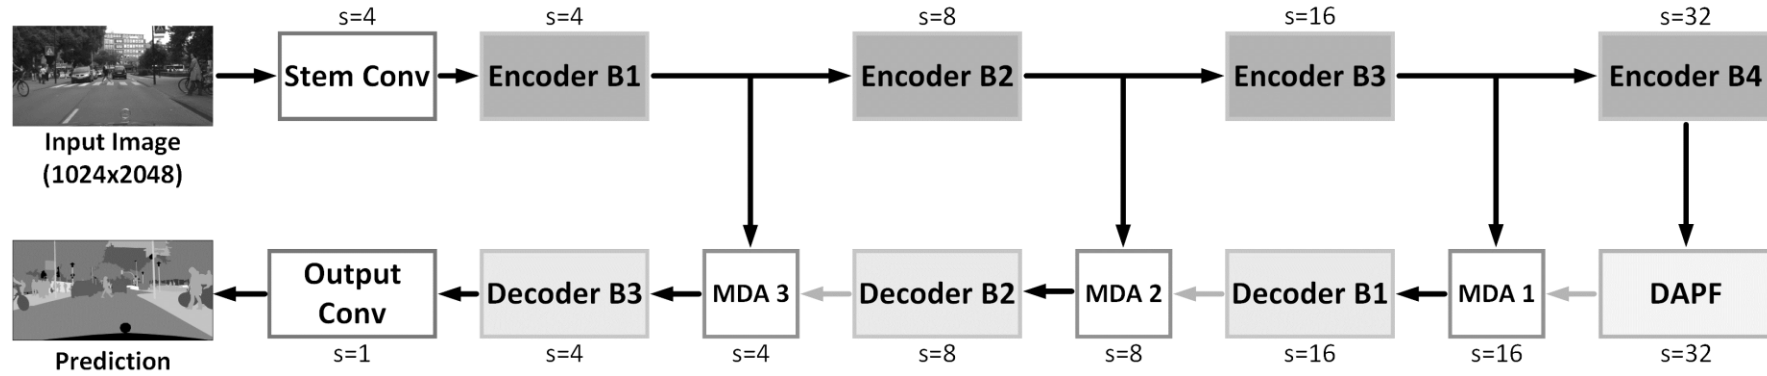 s=4
s=4
s=8
s=16
s=32
Stem Conv
Encoder B1
Encoder B2
Encoder B3
Encoder B4
Input Image
(1024x2048)
Output
Conv
Decoder B3
MDA 3
Decoder B2
MDA 2
Decoder B1
MDA 1
DAPF
Prediction
s=1
s=4
s=4
s=8
s=8
s=16
s=16
s=32